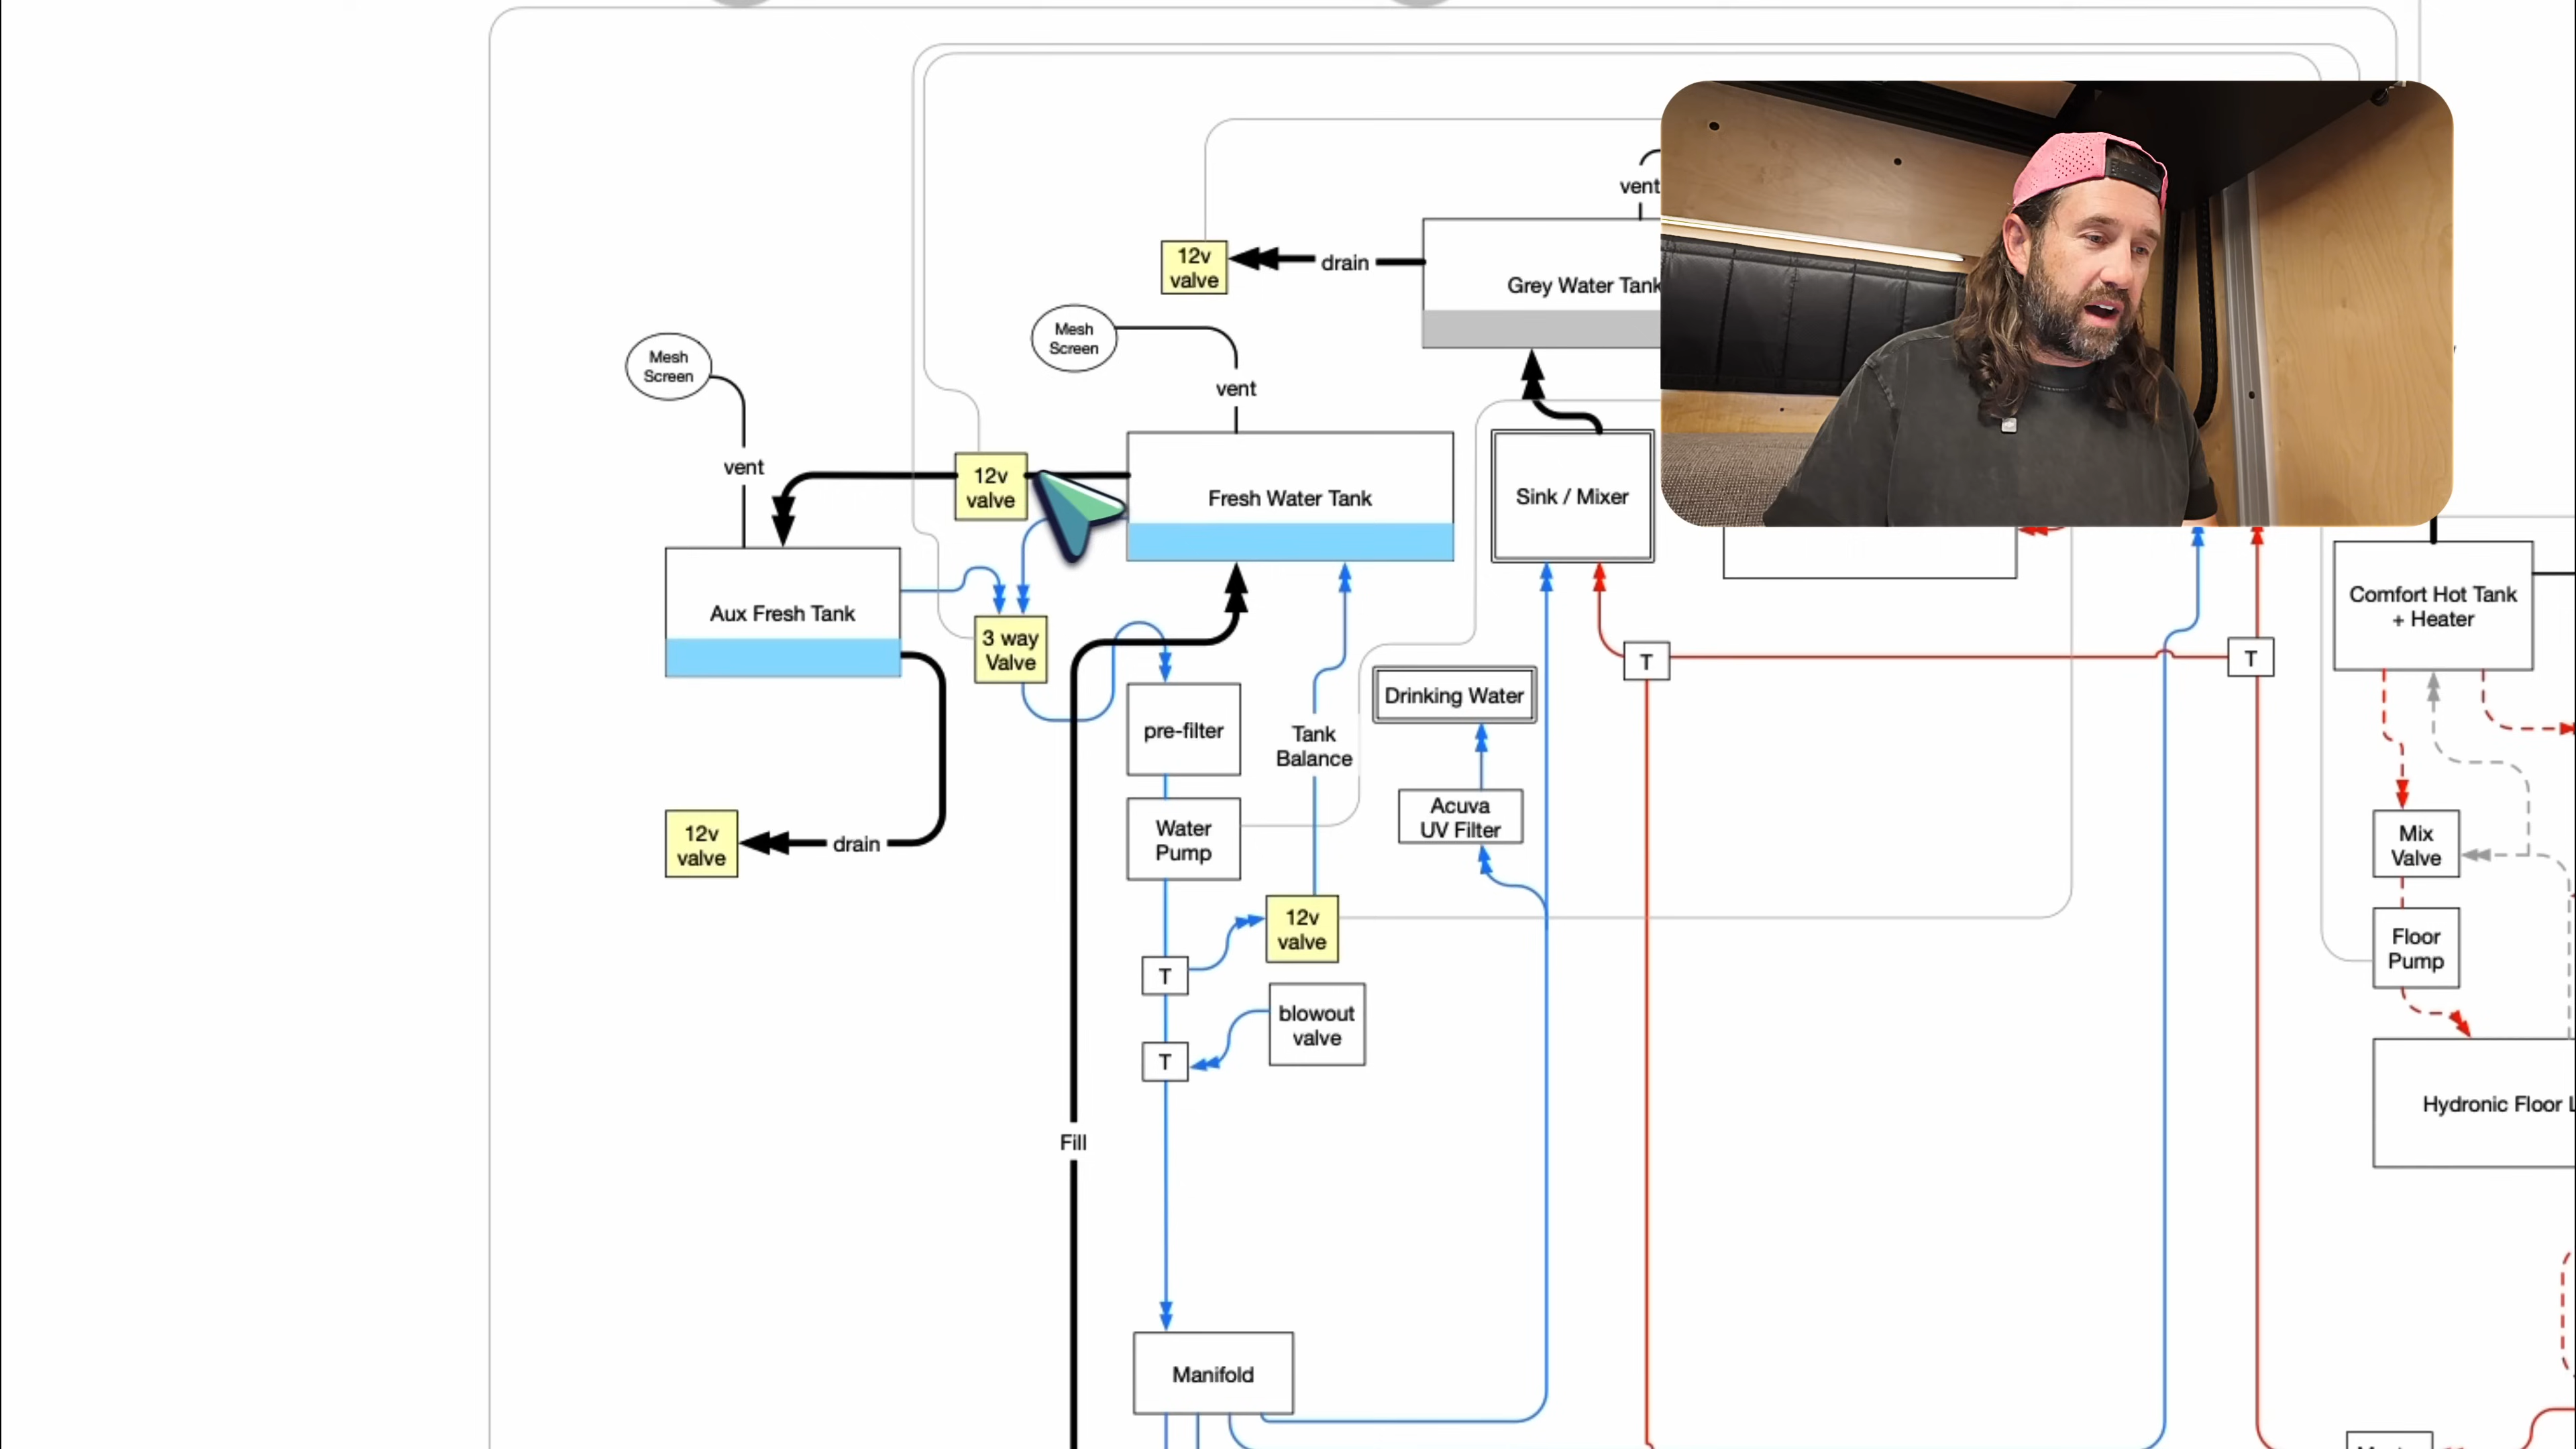 vent
12v
valve
drain
Grey Water Tank
Mesh
Screen
Mesh
Screen
vent
vent
12v
valve
Fresh Water Tank
Sink / Mixer
Aux Fresh Tank
3 way
Valve
T
T
Comfort Hot Tank
+ Heater
Drinking Water
pre-filter
Tank
Balance
Acuva
UV Filter
Water
Pump
12v
valve
drain
Mix
Valve
12v
valve
Floor
Pump
T
blowout
valve
T
Hydronic Floor
Fill
Manifold